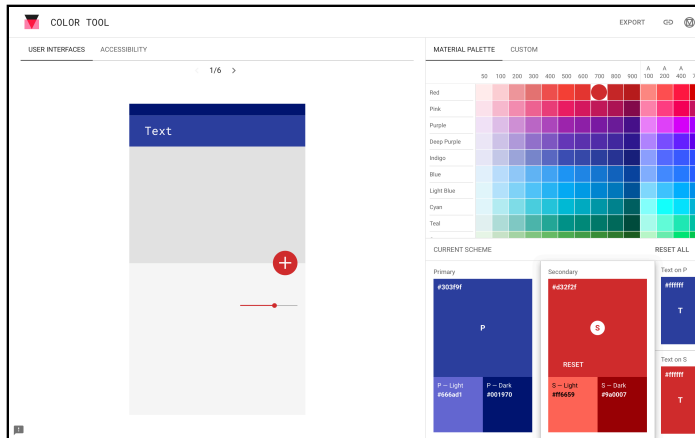 COLOR TOOL
EXPORT
USER INTERFACES ACCESSIBILITY
1/6
Text
MATERIAL PALETTE CUSTOM
A A A
50 100 200 300 400 500 600 700 800 900 100 200 400
Red
Pink
Purple
Deep Purple
Indigo
Blue
Light Blue
Cyan
Teal
CURRENT SCHEME RESET ALL
Primary
#303f9f
P
P — Light
#666ad1
P — Dark
#001970
Secondary
#d32f2f
S
RESET
S — Light
#ff6659
S — Dark
#9a0007
Text on P
#ffffff
T
Text on S
#ffffff
T